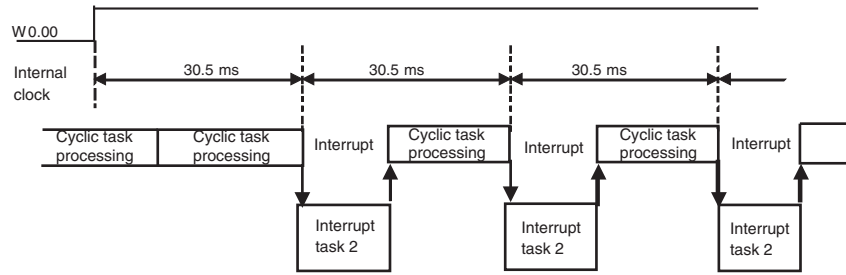 W0.00
Internal
clock
30.5 ms
30.5 ms
30.5 ms
Cyclic task
processing
Cyclic task
processing
Interrupt
Cyclic task
processing
Interrupt
Cyclic task
processing
Interrupt
Interrupt
task 2
Interrupt
task 2
Interrupt
task 2